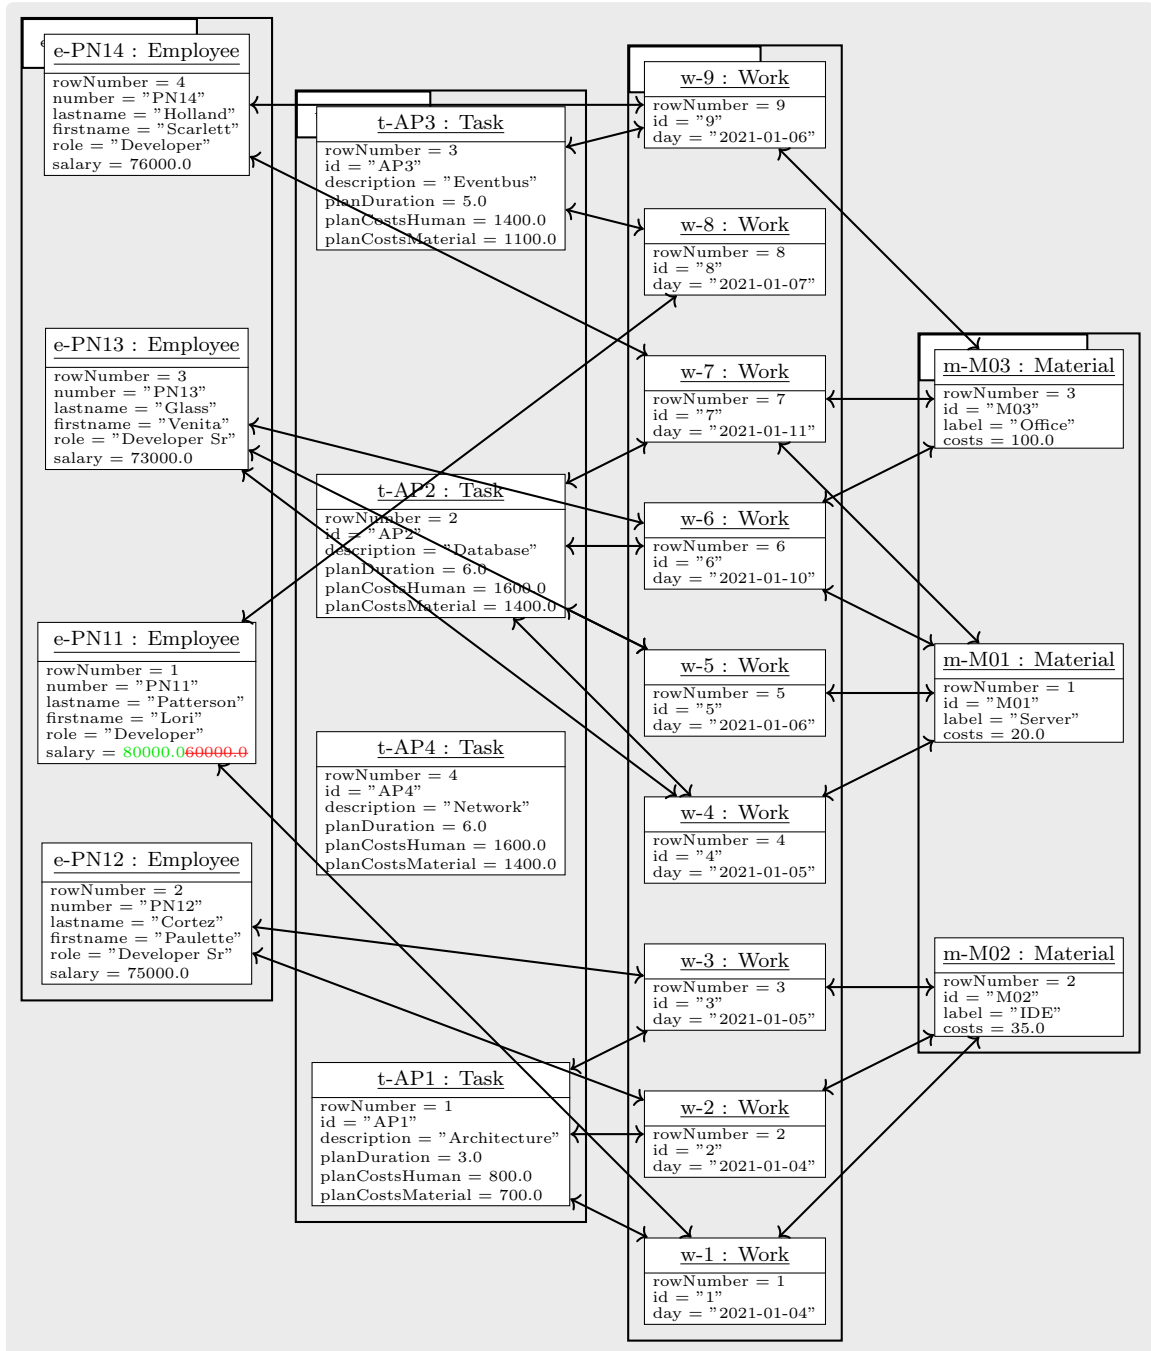 e-PN14 : Employee
rowNumber = 4
number = "PN14"
lastname = "Holland"
firstname = "Scarlett"
role = "Developer"
salary = 76000.0
e-PN13 : Employee
rowNumber = 3
number = "PN13"
lastname = "Glass"
firstname = "Venita"
role = "Developer Sr"
salary = 73000.0
e-PN11 : Employee
rowNumber = 1
number = "PN11"
lastname = "Patterson"
firstname = "Lori"
role = "Developer"
salary = 80000.060000.0
e-PN12 : Employee
rowNumber = 2
number = "PN12"
lastname = "Cortez"
firstname = "Paulette"
role = "Developer Sr"
salary = 75000.0
t-AP3 : Task
rowNumber = 3
id = "AP3"
description = "Eventbus"
planDuration = 5.0
planCostsHuman = 1400.0
planCostsMaterial = 1100.0
t-AP2 : Task
rowNumber = 2
id = "AP2"
description = "Database"
planDuration = 6.0
planCostsHuman = 1600.0
planCostsMaterial = 1400.0
t-AP4 : Task
rowNumber = 4
id = "AP4"
description = "Network"
planDuration = 6.0
planCostsHuman = 1600.0
planCostsMaterial = 1400.0
t-AP1 : Task
rowNumber = 1
id = "AP1"
description = "Architecture"
planDuration = 3.0
planCostsHuman = 800.0
planCostsMaterial = 700.0
w-9 : Work
rowNumber = 9
id = "9"
day = "2021-01-06"
w-8 : Work
rowNumber = 8
id = "8"
day = "2021-01-07"
w-7 : Work
rowNumber = 7
id = "7"
day = "2021-01-11"
w-6 : Work
rowNumber = 6
id = "6"
day = "2021-01-10"
w-5 : Work
rowNumber = 5
id = "5"
day = "2021-01-06"
w-4 : Work
rowNumber = 4
id = "4"
day = "2021-01-05"
w-3 : Work
rowNumber = 3
id = "3"
day = "2021-01-05"
w-2 : Work
rowNumber = 2
id = "2"
day = "2021-01-04"
w-1 : Work
rowNumber = 1
id = "1"
day = "2021-01-04"
m-M03 : Material
rowNumber = 3
id = "M03"
label = "Office"
costs = 100.0
m-M01 : Material
rowNumber = 1
id = "M01"
label = "Server"
costs = 20.0
m-M02 : Material
rowNumber = 2
id = "M02"
label = "IDE"
costs = 35.0